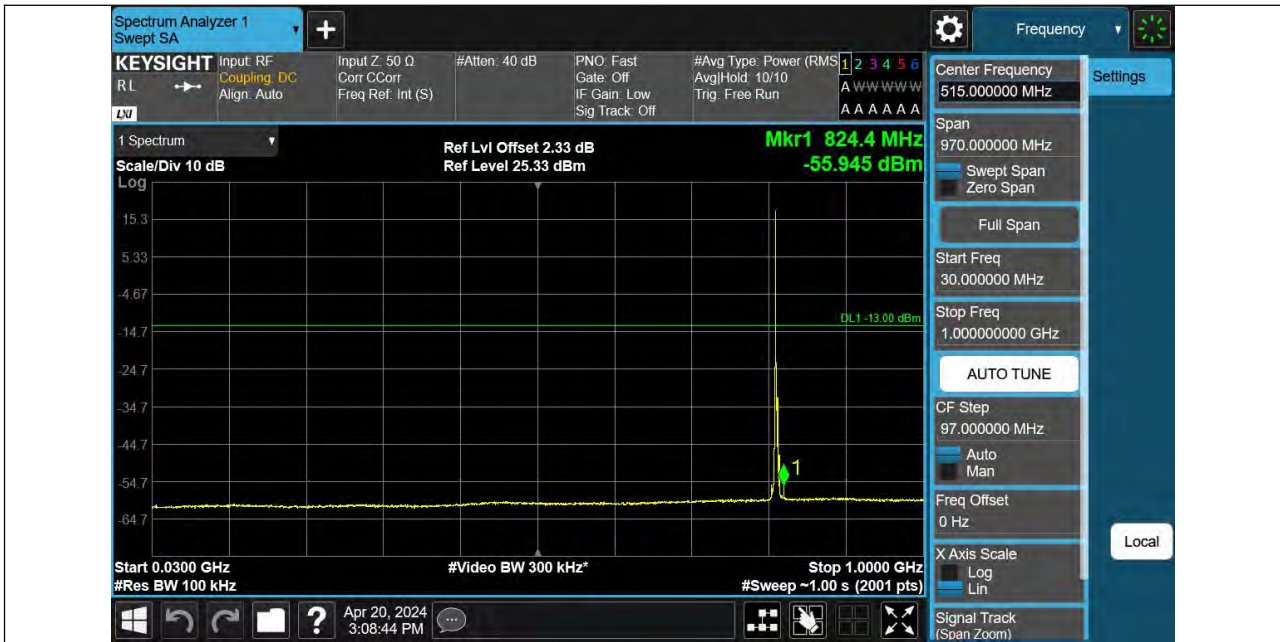 Spectrum Analyzer 1
Swept SA
Frequency
KEYSIGHT
R L
LXI
Input: RF
Coupling: DC
Align: Auto
Input Z: 50 Ω
Corr CCorr
Freq Ref: Int (S)
#Atten: 40 dB
PNO: Fast
Gate: Off
IF Gain: Low
Sig Track: Off
#Avg Type: Power (RMS
Avg|Hold: 10/10
Trig: Free Run
1 2 3 4 5 6
A W W W W W
A A A A A A
1 Spectrum
Scale/Div 10 dB
Ref Lvl Offset 2.33 dB
Ref Level 25.33 dBm
Mkr1 824.4 MHz
-55.945 dBm
Log
15.3
5.33
-4.67
-14.7
-24.7
-34.7
-44.7
-54.7
-64.7
DL1 -13.00 dBm
1
Start 0.0300 GHz
#Res BW 100 kHz
#Video BW 300 kHz*
Stop 1.0000 GHz
#Sweep ~1.00 s (2001 pts)
?
Apr 20, 2024
3:08:44 PM
Center Frequency
515.000000 MHz
Span
970.000000 MHz
Swept Span
Zero Span
Full Span
Start Freq
30.000000 MHz
Stop Freq
1.000000000 GHz
AUTO TUNE
CF Step
97.000000 MHz
Auto
Man
Freq Offset
0 Hz
X Axis Scale
Log
Lin
Signal Track
(Span Zoom)
Settings
Local